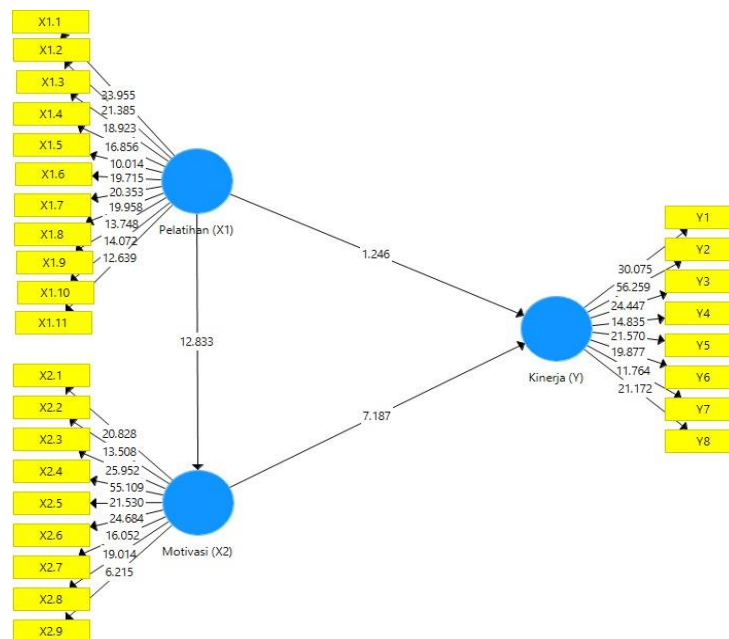 X1.1
X1.2
X1.3
X1.4
X1.5
X1.6
X1.7
X1.8
X1.9
X1.10
X1.11
33.955
21.385
18.923
16.856
10.014
19.715
20.353
19.958
13.748
14.072
12.639
Pelatihan (X1)
1.246
12.833
7.187
X2.1
X2.2
X2.3
X2.4
X2.5
X2.6
X2.7
X2.8
X2.9
20.828
13.508
25.952
55.109
21.530
24.684
16.052
19.014
6.215
Motivasi (X2)
Kinerja (Y)
30.075
56.259
24.447
14.835
21.570
19.877
11.764
21.172
Y1
Y2
Y3
Y4
Y5
Y6
Y7
Y8